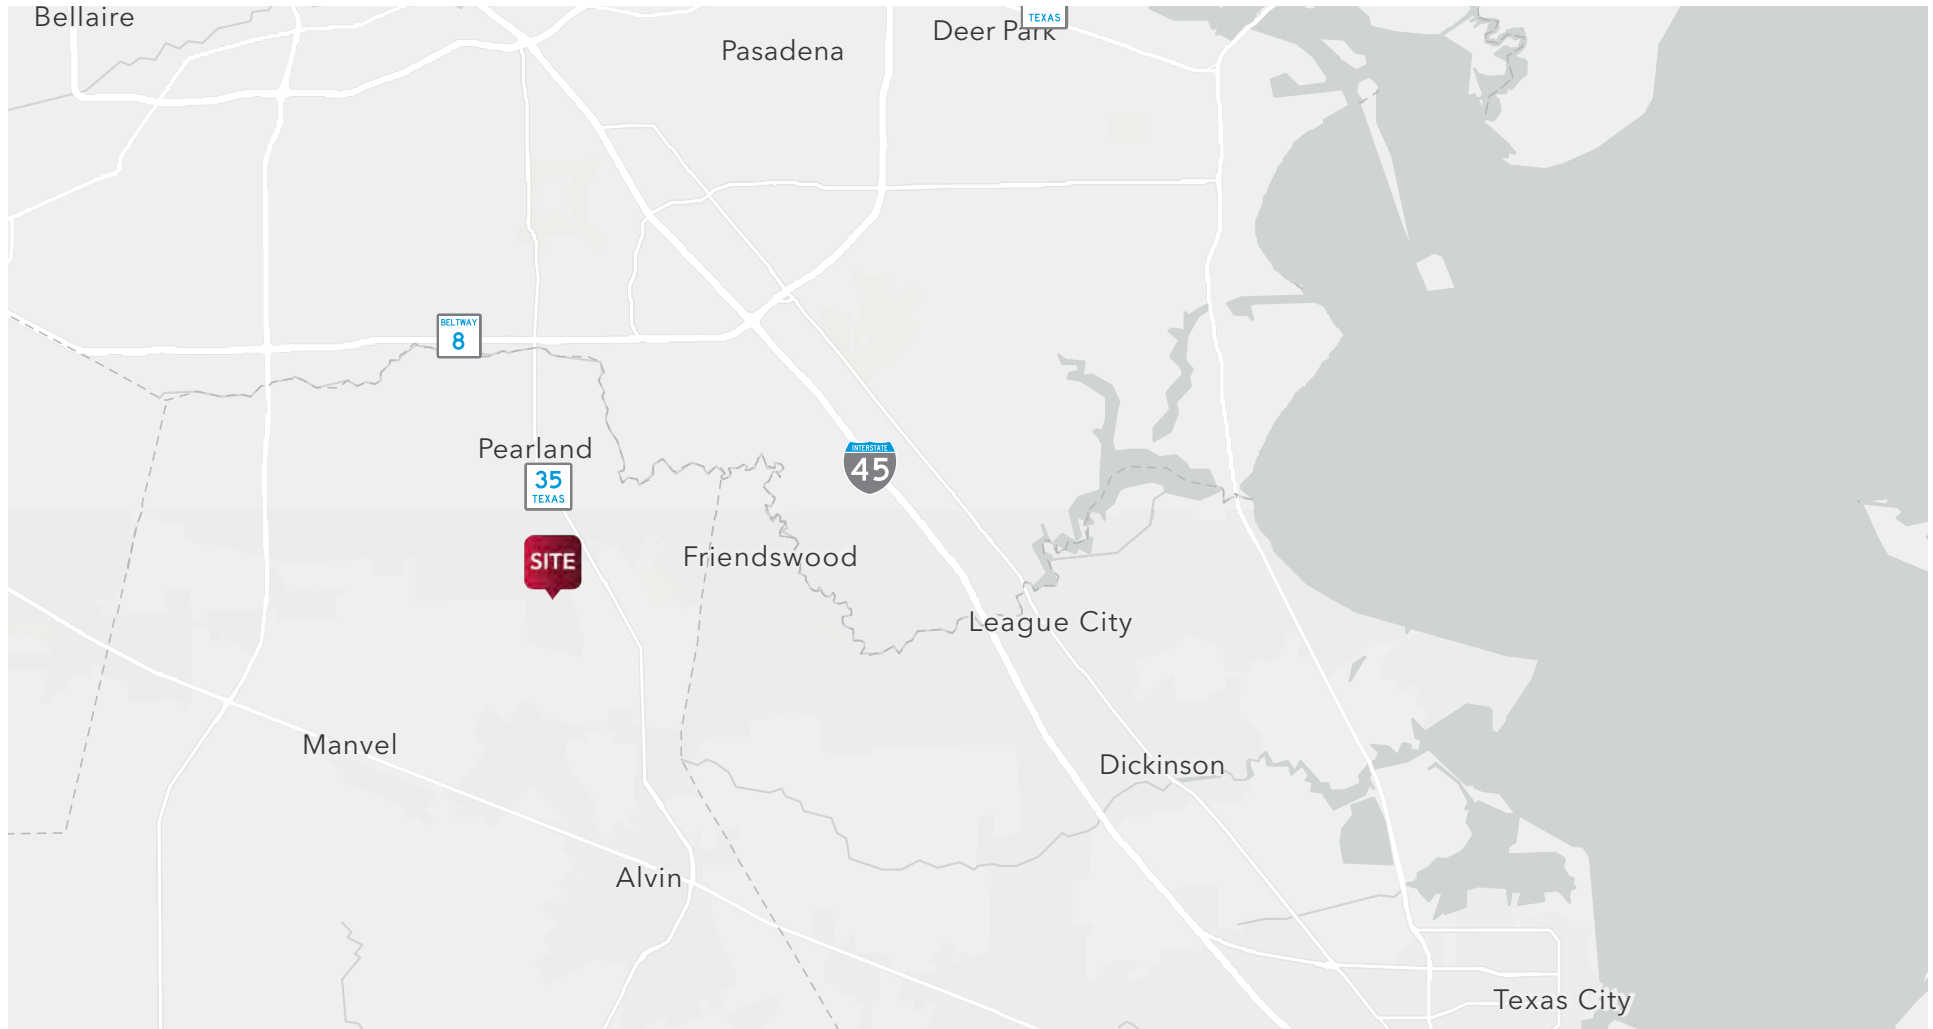 Bellaire
Pasadena
Deer Park
TEXAS
BELTWAY
8
Pearland
35
TEXAS
INTERSTATE
45
SITE
Friendswood
League City
Manvel
Dickinson
Alvin
Texas City